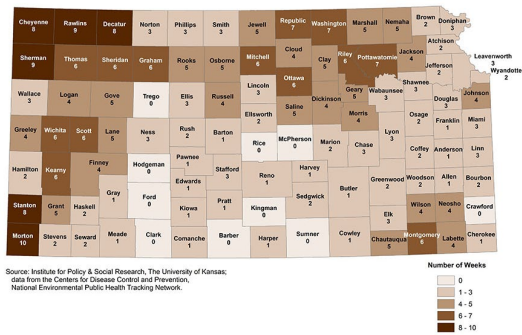 Cheyenne 8
Rawlins 9
Decatur 8
Norton 3
Phillips 3
Smith 3
Jewell 5
Republic 7
Washington 7
Marshall 5
Nemaha 5
Brown 2
Doniphan 3
Sherman 9
Thomas 6
Sheridan 6
Graham 6
Rooks 5
Osborne 5
Mitchell 6
Cloud 4
Clay 5
Riley 6
Pottawatomie 7
Jackson 4
Atchison 2
Jefferson 2
Leavenworth 3
Wyandotte 2
Wallace 3
Logan 4
Gove 5
Trego 0
Ellis 3
Russell 4
Lincoln 3
Ottawa 6
Saline 5
Dickinson 4
Geary 5
Wabaunsee 3
Shawnee 3
Douglas 3
Johnson 4
Greeley 4
Wichita 6
Scott 6
Lane 5
Ness 3
Rush 2
Barton 1
Ellsworth 2
Rice 0
McPherson 0
Marion 2
Morris 4
Chase 3
Lyon 3
Osage 2
Franklin 1
Miami 3
Hamilton 2
Kearny 6
Finney 4
Hodgeman 0
Pawnee 1
Stafford 3
Reno 1
Harvey 1
Coffey 2
Anderson 1
Linn 3
Stanton 8
Grant 5
Haskell 2
Gray 1
Ford 0
Edwards 1
Kiowa 1
Pratt 1
Kingman 0
Sedgwick 2
Butler 1
Greenwood 2
Woodson 2
Allen 1
Bourbon 2
Morton 10
Stevens 2
Seward 2
Meade 1
Clark 0
Comanche 1
Barber 0
Harper 1
Sumner 0
Cowley 1
Elk 3
Chautauqua 5
Wilson 4
Neosho 4
Crawford 0
Montgomery 6
Labette 4
Cherokee 1
Source: Institute for Policy & Social Research, The University of Kansas;
data from the Centers for Disease Control and Prevention,
National Environmental Public Health Tracking Network.
Number of Weeks
0
1 - 3
4 - 5
6 - 7
8 - 10